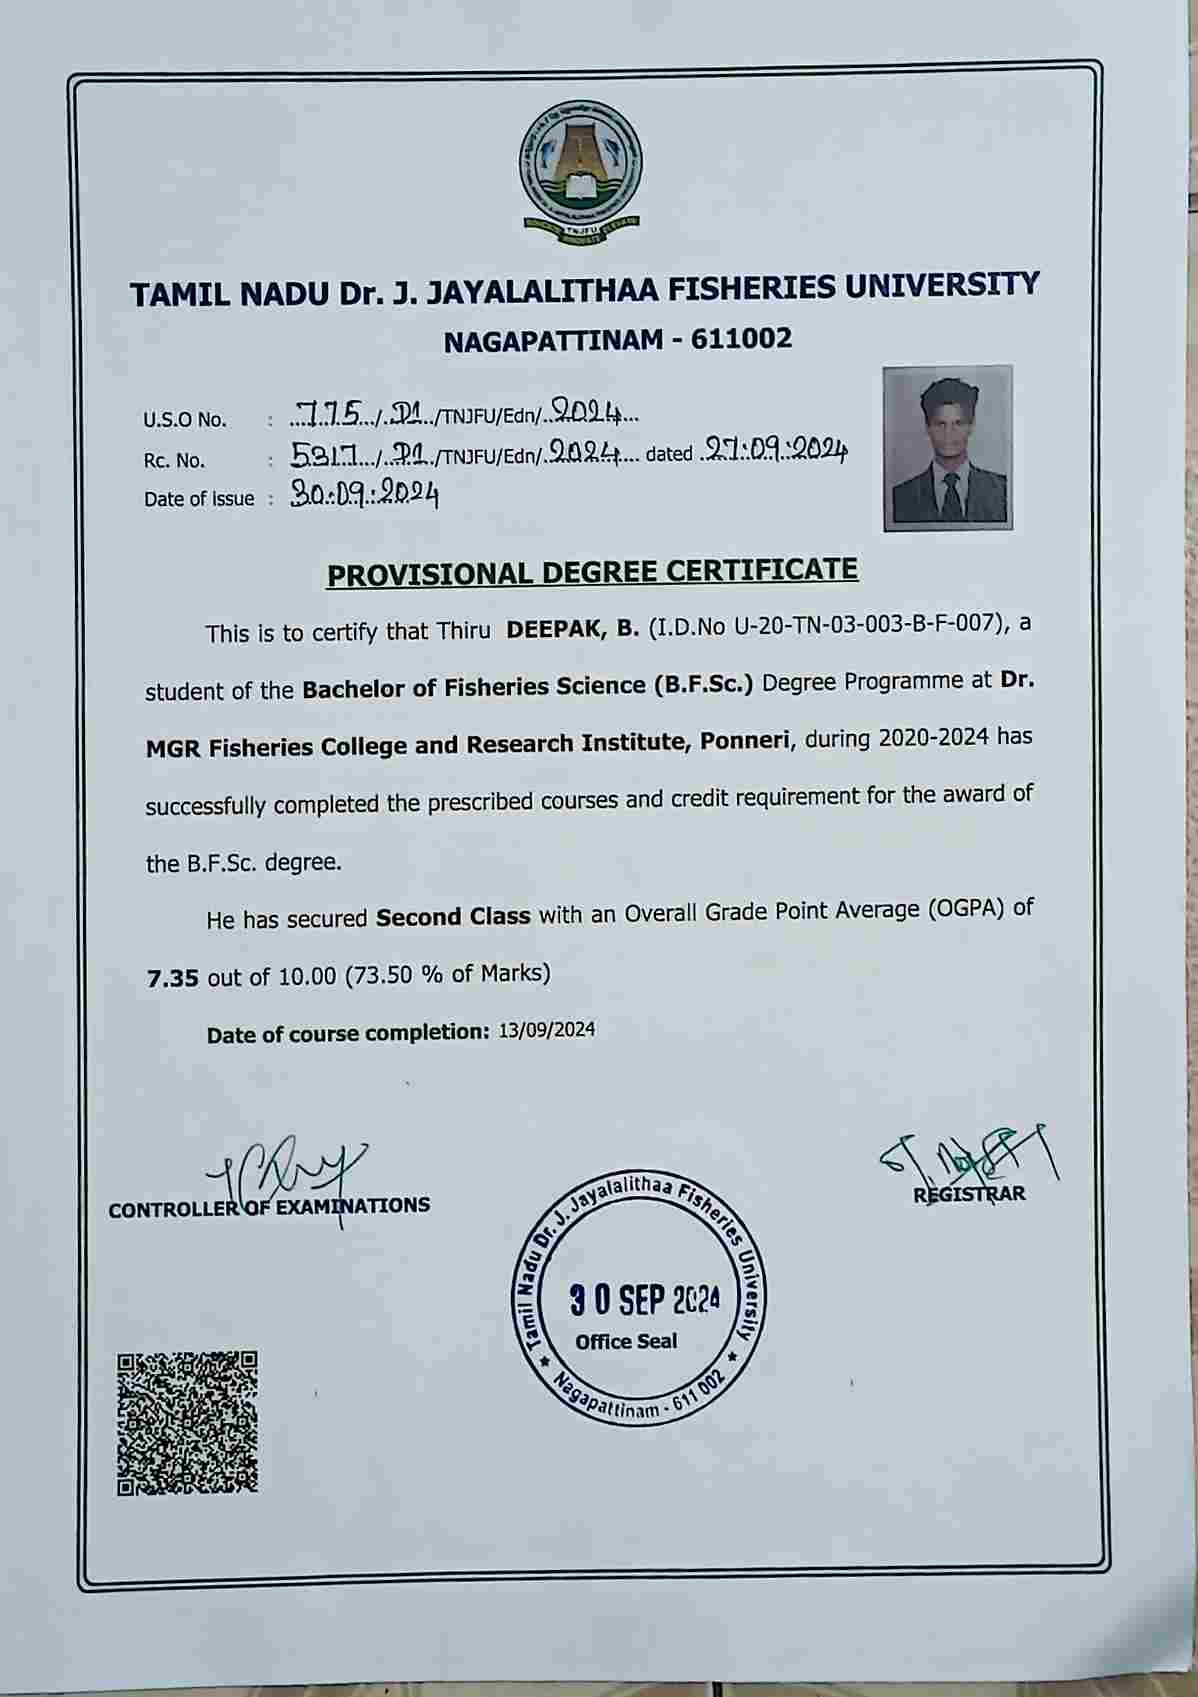 TNJFU
TAMIL NADU Dr. J. JAYALALITHAA FISHERIES UNIVERSITY
NAGAPATTINAM - 611002
U.S.O No. : ...775.../.D1../TNJFU/Edn/..2024...
Rc. No. : 5317.../..D1../TNJFU/Edn/..2024.... dated .27.:09.:2024
Date of issue : 30.:09.:2024
PROVISIONAL DEGREE CERTIFICATE
This is to certify that Thiru DEEPAK, B. (I.D.No U-20-TN-03-003-B-F-007), a
student of the Bachelor of Fisheries Science (B.F.Sc.) Degree Programme at Dr.
MGR Fisheries College and Research Institute, Ponneri, during 2020-2024 has
successfully completed the prescribed courses and credit requirement for the award of
the B.F.Sc. degree.
He has secured Second Class with an Overall Grade Point Average (OGPA) of
7.35 out of 10.00 (73.50 % of Marks)
Date of course completion: 13/09/2024
CONTROLLER OF EXAMINATIONS
REGISTRAR
Tamil Nadu Dr. J. Jayalalithaa Fisheries University
30 SEP 2024
Office Seal
★ Nagapattinam - 611 002 ★